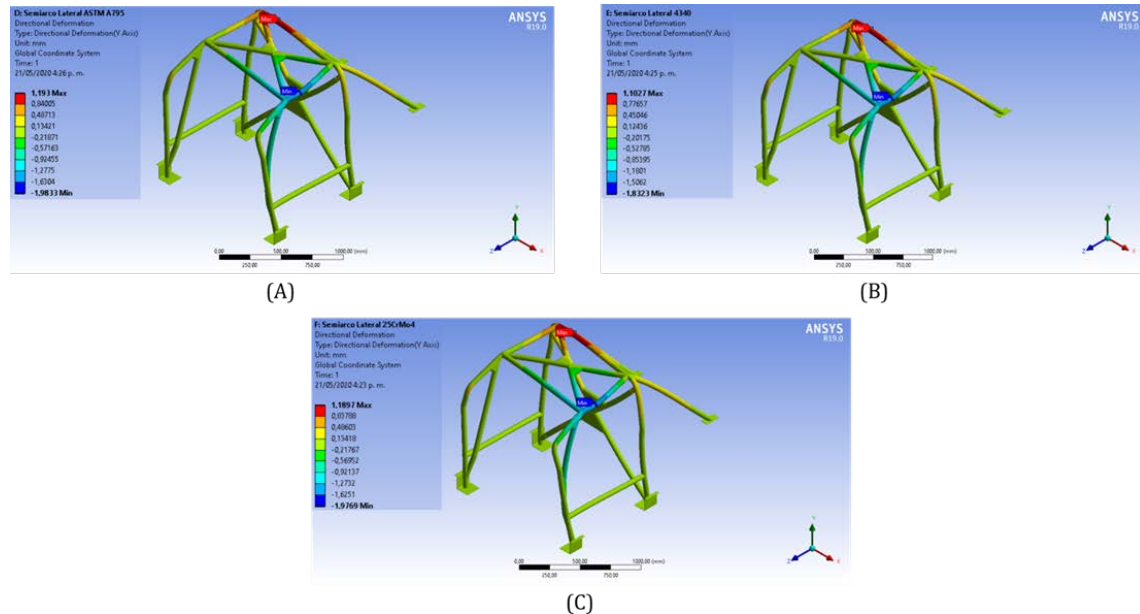 D: Semiarco Lateral ASTM A795
Directional Deformation
Type: Directional Deformation(Y Axis)
Unit: mm
Global Coordinate System
Time: 1
21/05/2020 4:26 p. m.
1,193 Max
0,84005
0,48713
0,13421
-0,21871
-0,57163
-0,92455
-1,2775
-1,6304
-1,9833 Min
Max
Min
ANSYS
R19.0
0,00 500,00 1000,00 (mm)
250,00 750,00
Y
Z X
(A)
E: Semiarco Lateral 4340
Directional Deformation
Type: Directional Deformation(Y Axis)
Unit: mm
Global Coordinate System
Time: 1
21/05/2020 4:25 p. m.
1,1027 Max
0,77657
0,45046
0,12436
-0,20175
-0,52785
-0,85395
-1,1801
-1,5062
-1,8323 Min
Max
Min
ANSYS
R19.0
0,00 500,00 1000,00 (mm)
250,00 750,00
Y
Z X
(B)
F: Semiarco Lateral 25CrMo4
Directional Deformation
Type: Directional Deformation(Y Axis)
Unit: mm
Global Coordinate System
Time: 1
21/05/2020 4:23 p. m.
1,1897 Max
0,83788
0,48603
0,13418
-0,21767
-0,56952
-0,92137
-1,2732
-1,6251
-1,9769 Min
Max
Min
ANSYS
R19.0
0,00 500,00 1000,00 (mm)
250,00 750,00
Y
Z X
(C)